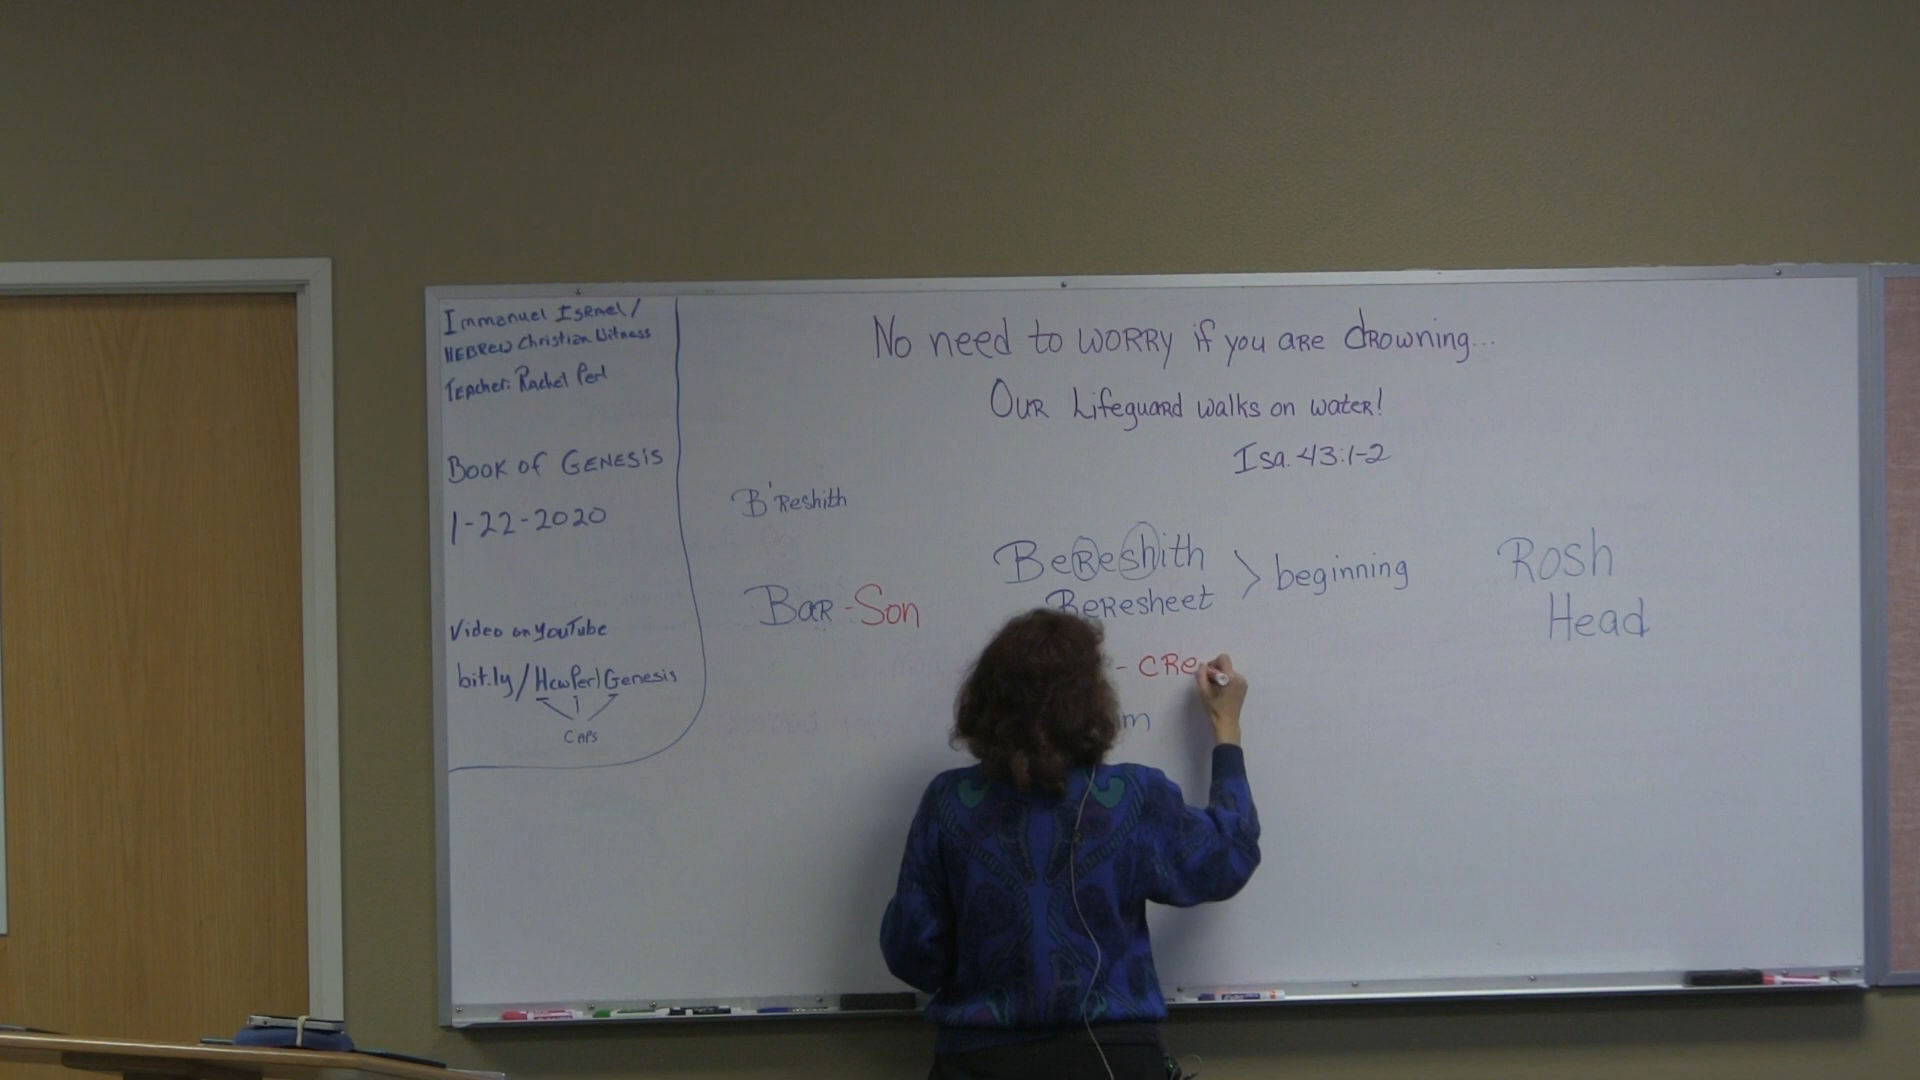 Immanuel Israel/
Hebrew Christian Witness
Teacher: Rachel Perl
Book of Genesis
1-22-2020
Video on YouTube
bit.ly/HcwPerlGenesis
CAPS
No need to worry if you are drowning...
Our Lifeguard walks on water!
Isa. 43:1-2
B'Reshith
BeReshith > beginning
Beresheet
Bar - Son
- cre
m
Rosh
Head